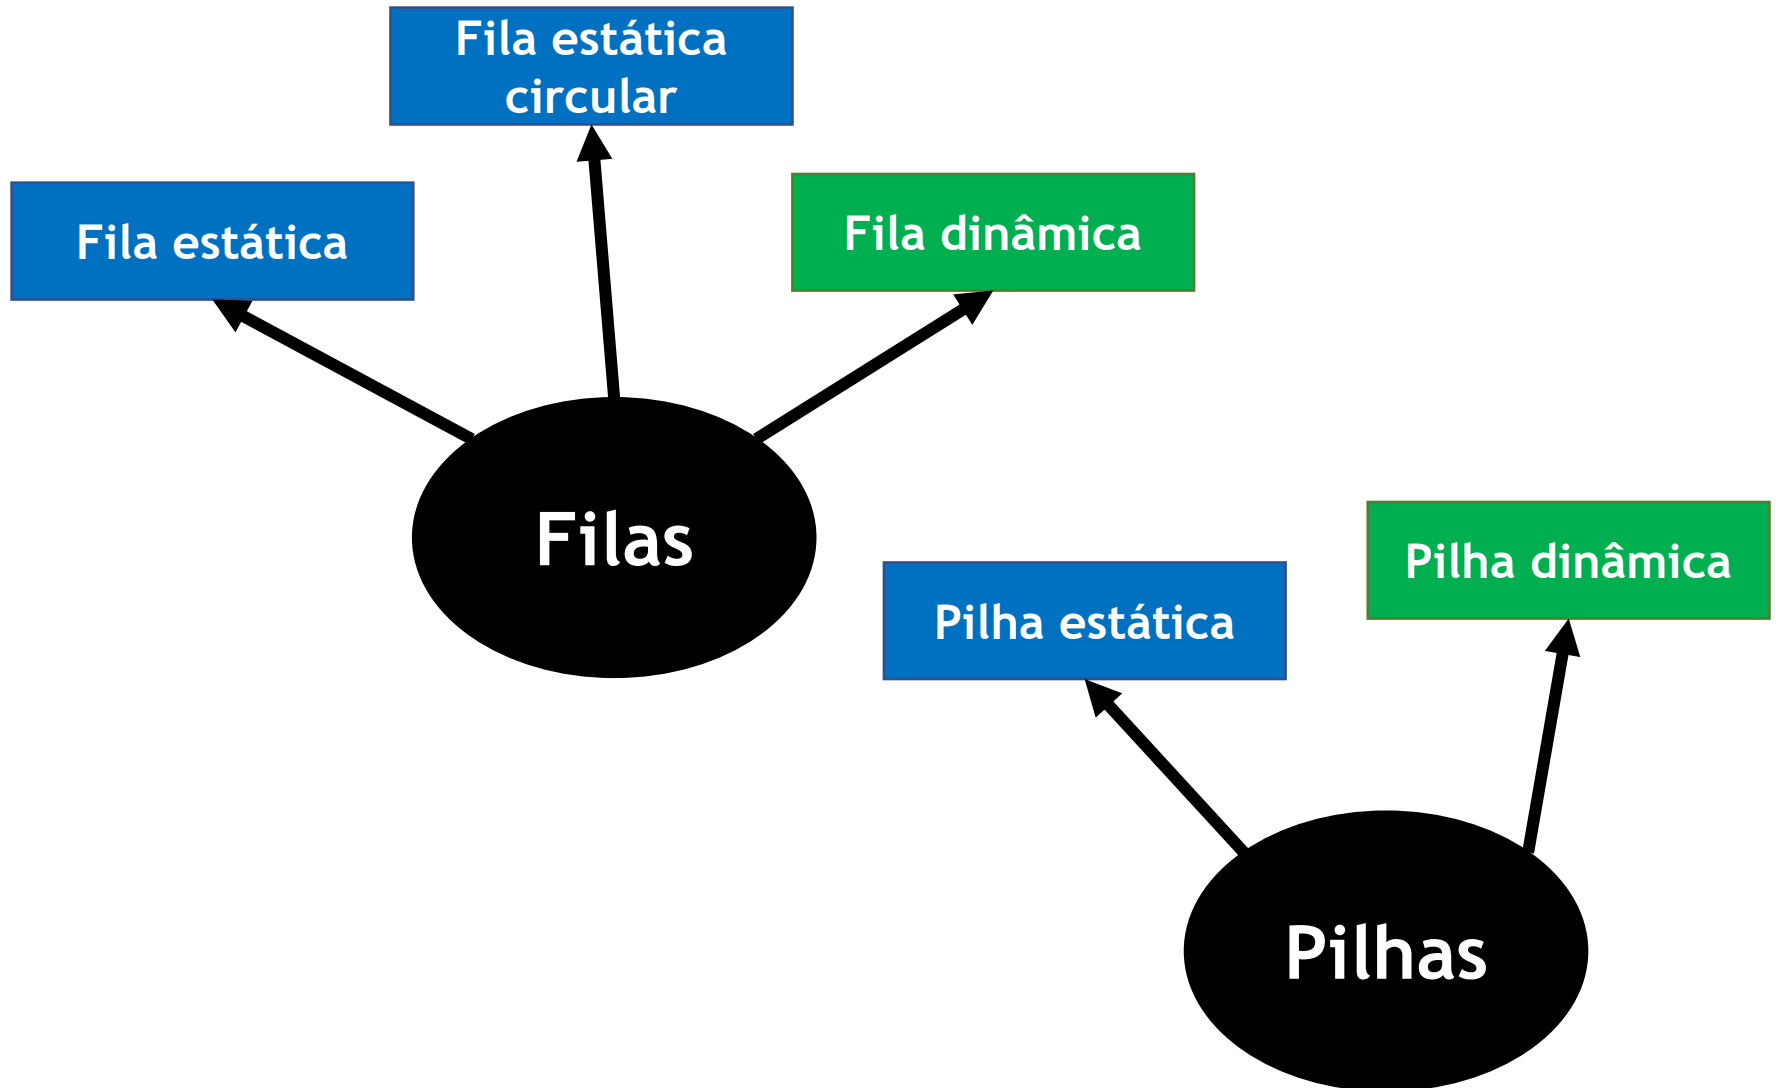 Fila estática
circular
Fila estática
Fila dinâmica
Filas
Pilha dinâmica
Pilha estática
Pilhas